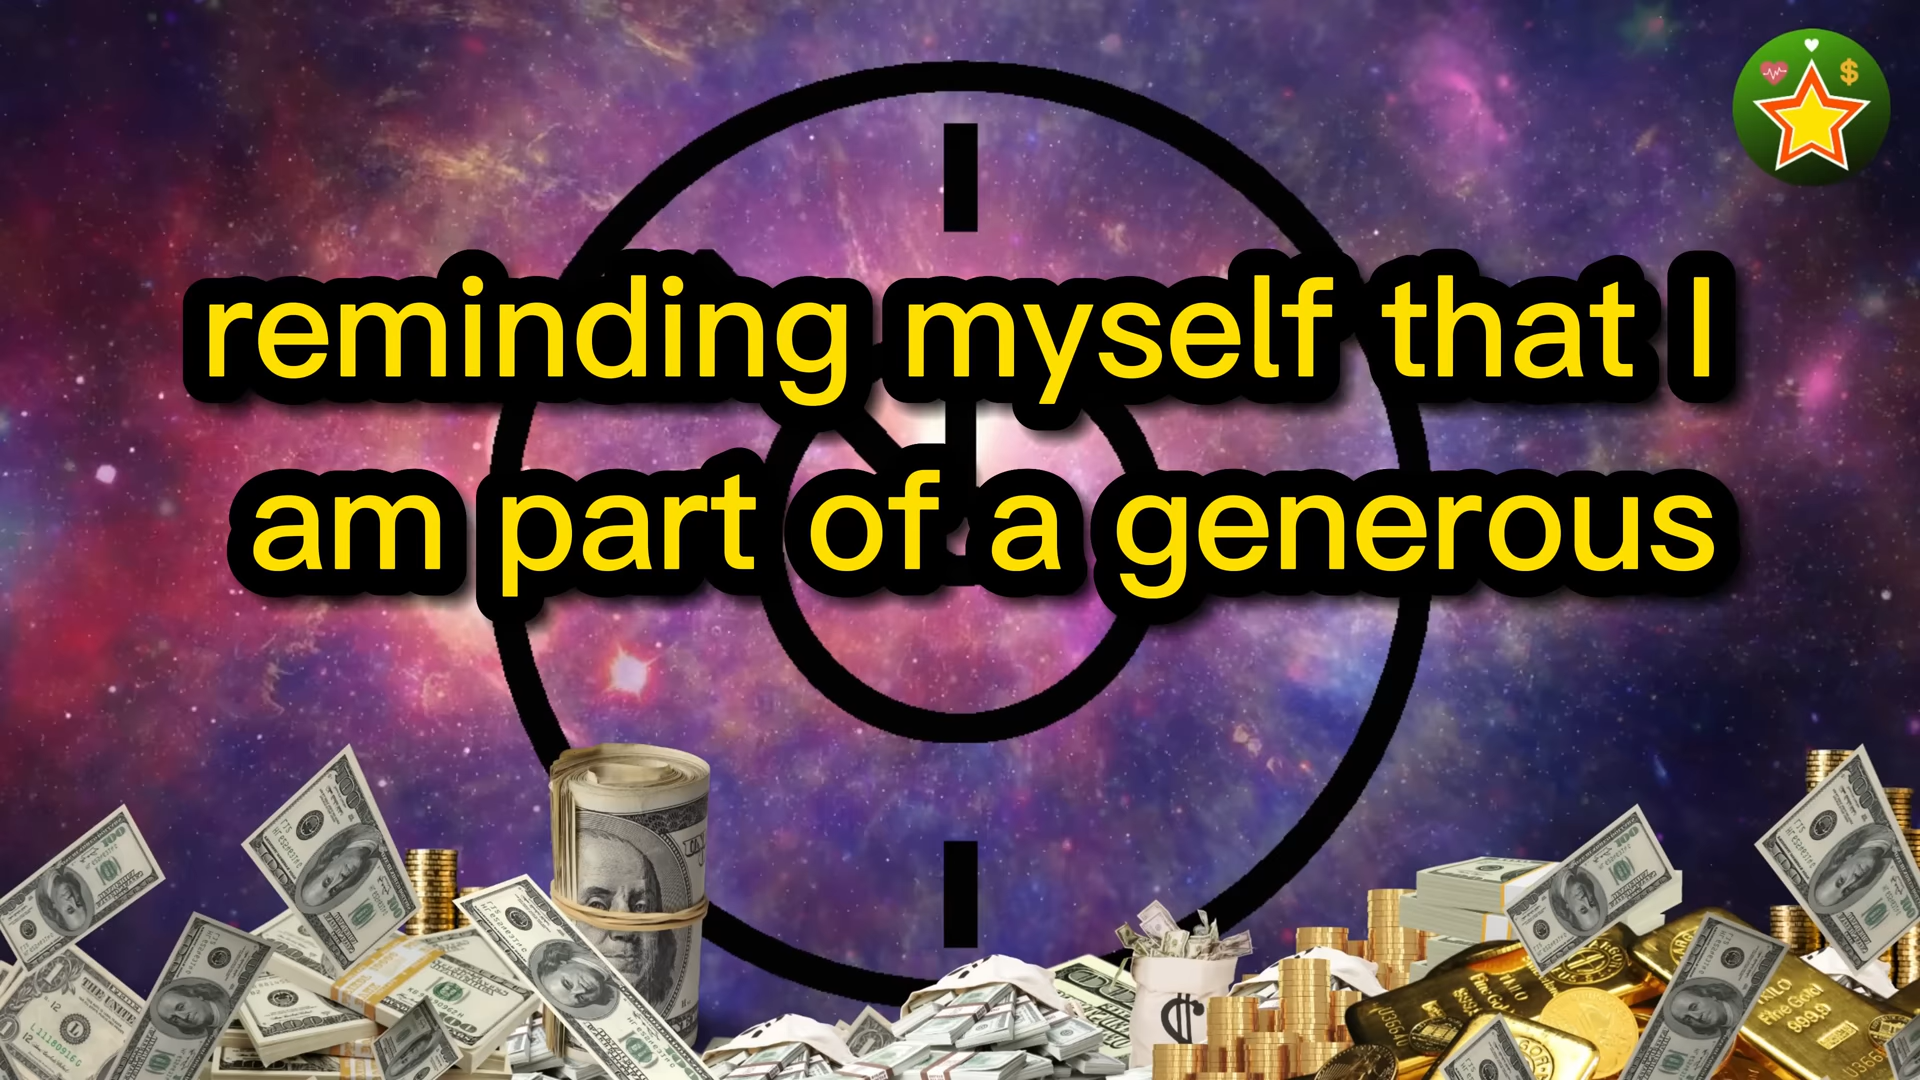 reminding myself that I
am part of a generous